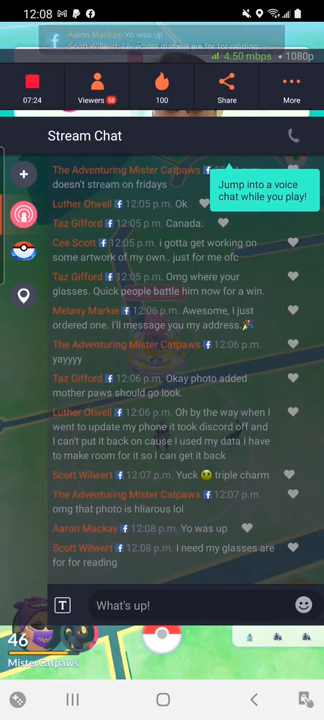 12:08
Aaron Mackay: Yo was up
Scott Wilwert: I need my glasses are for for reading
4.50 mbps • 1080p
07:24
Viewers 58
100
Share
More
Stream Chat
Jump into a voice
chat while you play!
The Adventuring Mister Catpaws
doesn't stream on fridays
Luther Otwell 12:05 p.m. Ok
Taz Gifford 12:05 p.m. Canada.
Cee Scott 12:05 p.m. i gotta get working on
some artwork of my own.. just for me ofc
Taz Gifford 12:05 p.m. Omg where your
glasses. Quick people battle him now for a win.
Melany Markie 12:06 p.m. Awesome, I just
ordered one. I'll message you my address.🎉
The Adventuring Mister Catpaws 12:06 p.m.
yayyyy
Taz Gifford 12:06 p.m. Okay photo added
mother paws should go look.
Luther Otwell 12:06 p.m. Oh by the way when I
went to update my phone it took discord off and
I can't put it back on cause I used my data I have
to make room for it so I can get it back
Scott Wilwert 12:07 p.m. Yuck 🤢 triple charm
The Adventuring Mister Catpaws 12:07 p.m.
omg that photo is hliarous lol
Aaron Mackay 12:08 p.m. Yo was up
Scott Wilwert 12:08 p.m. I need my glasses are
for for reading
T
What's up!
46
MisterCatpaws